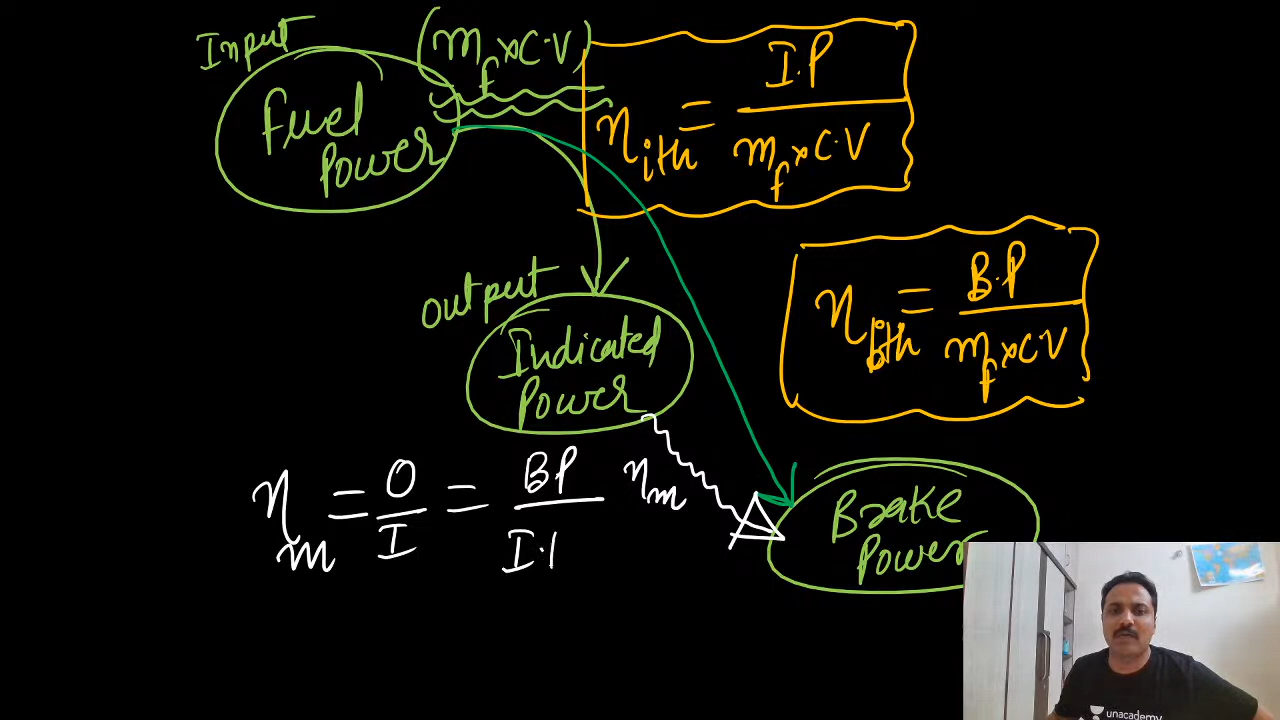 Input
(m_f × C.V)
Fuel
Power
η_ith = I.P / m_f × C.V
output
Indicated
Power
η_bth = B.P / m_f × C.V
η_m = O / I = BP / I.I
η_m
Brake
Power
unacademy